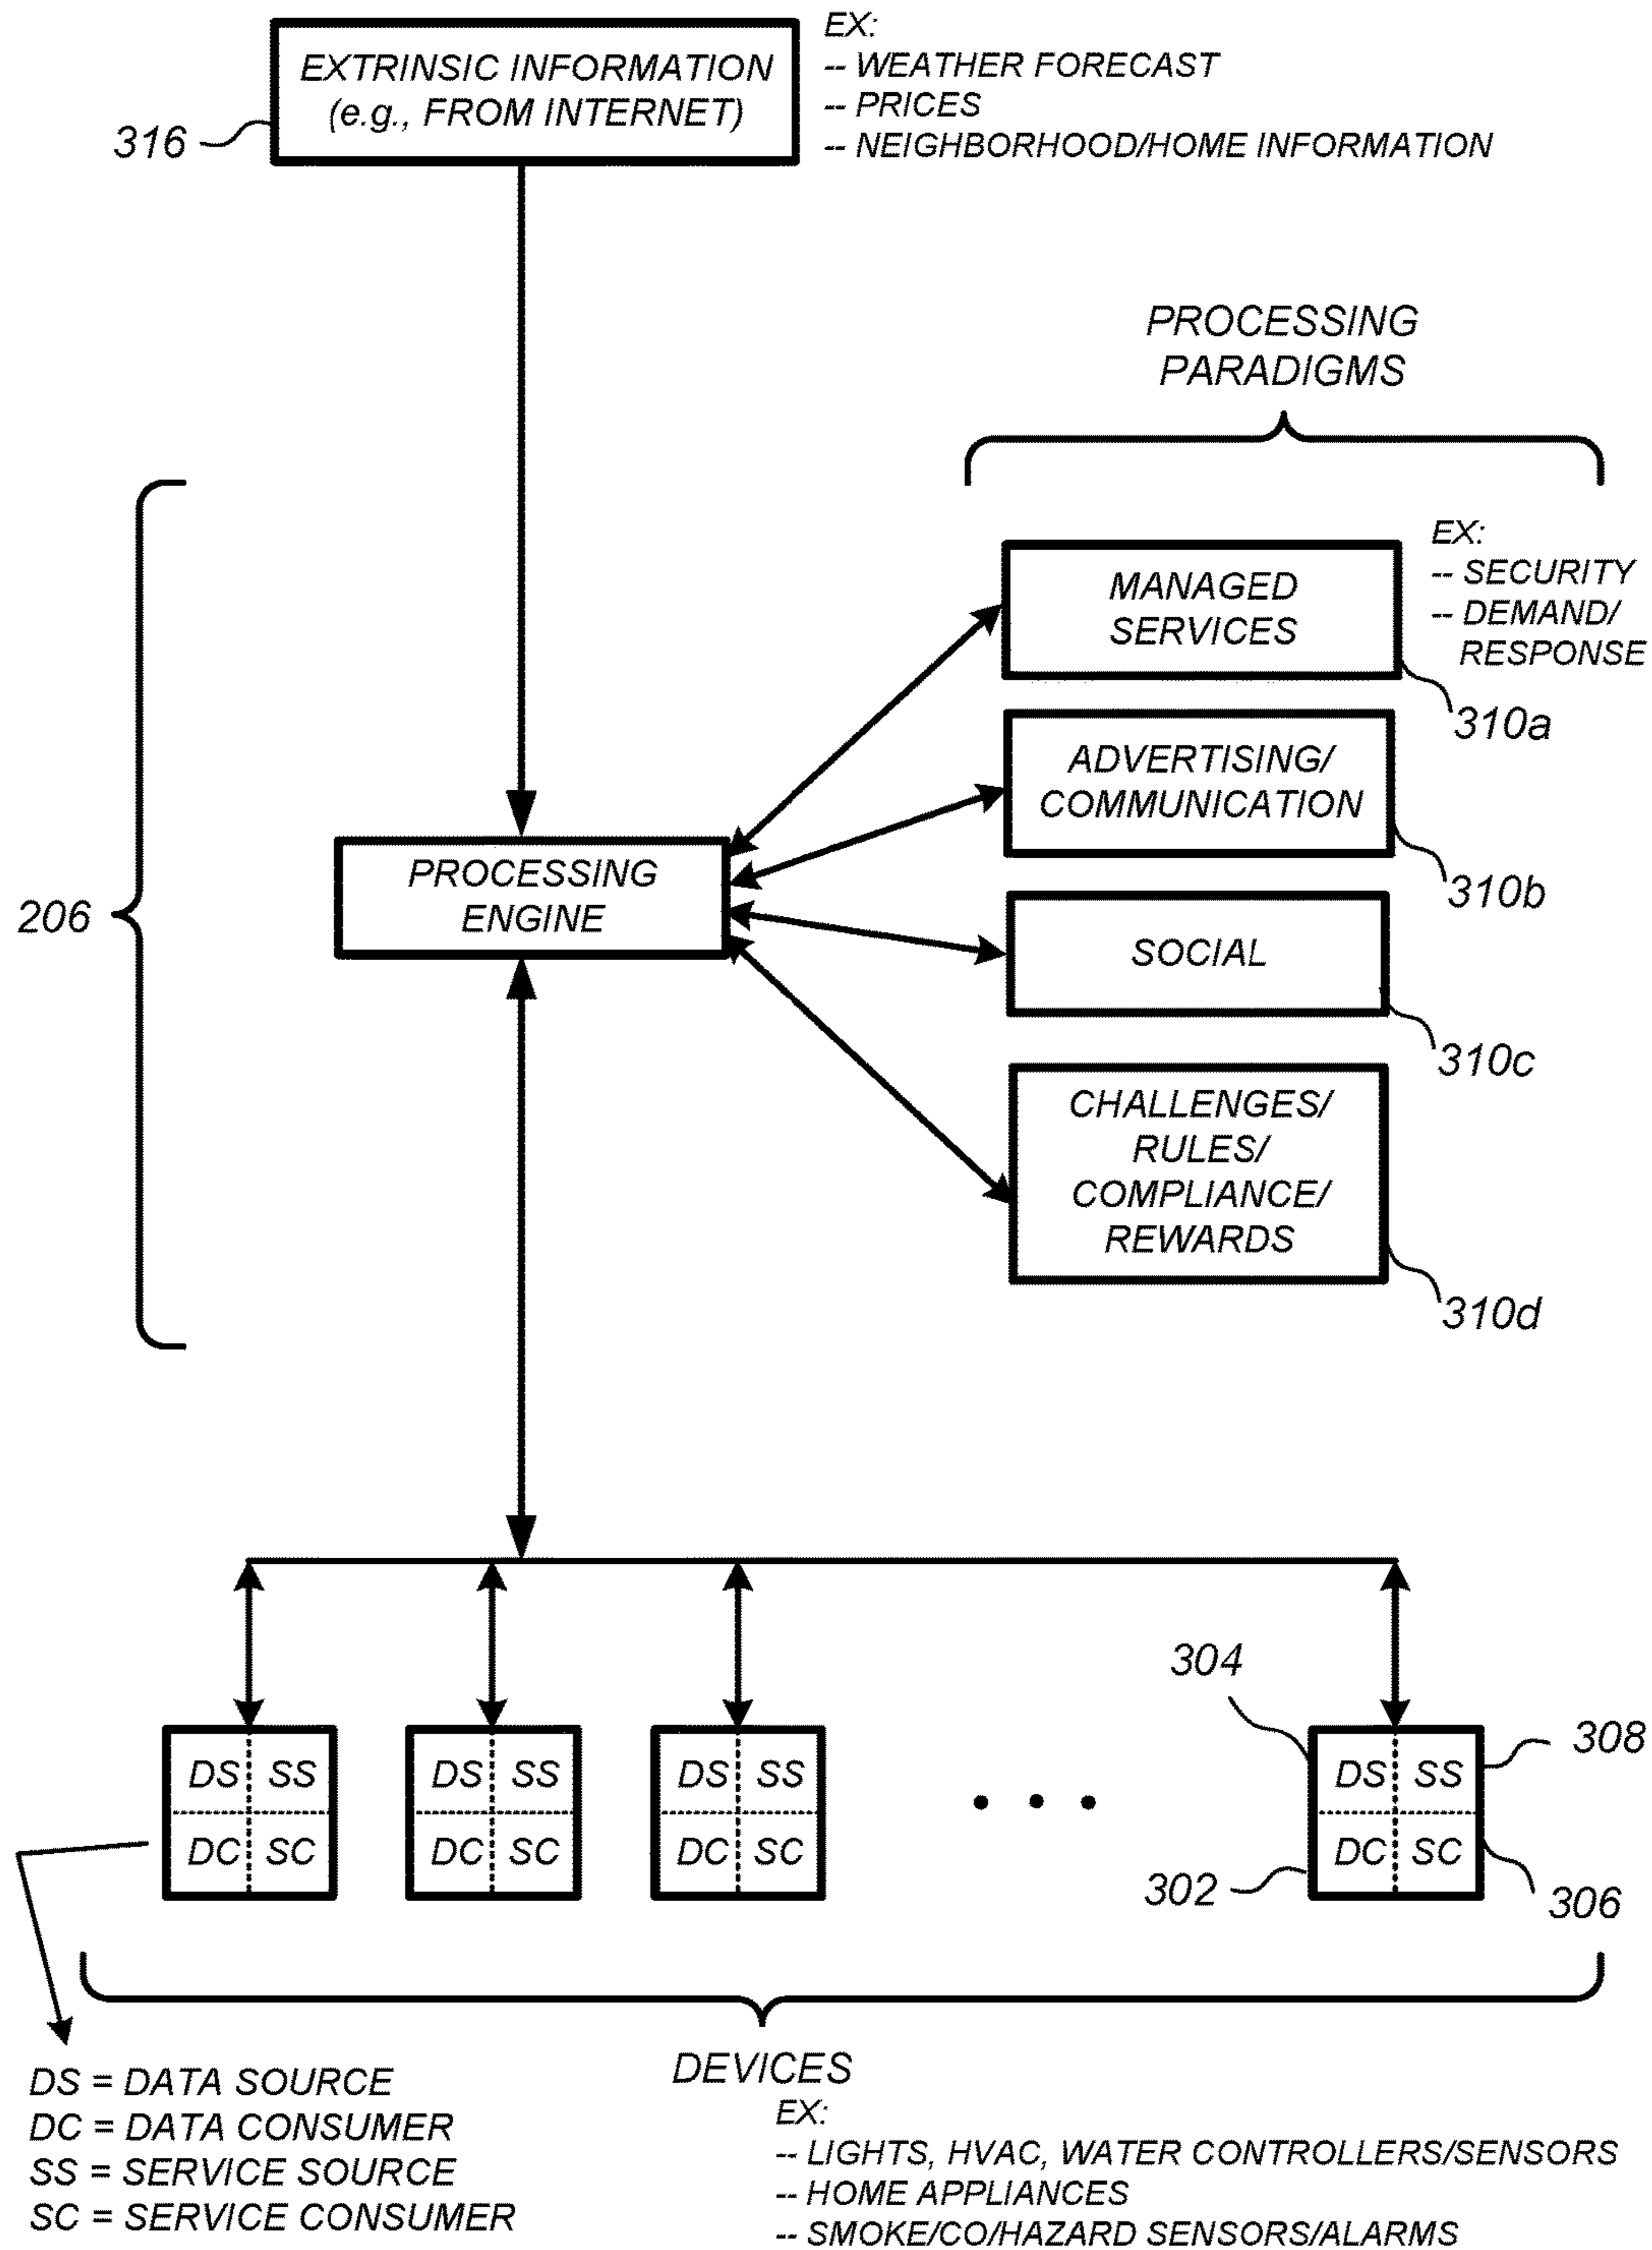 EXTRINSIC INFORMATION
(e.g., FROM INTERNET)
316
EX:
-- WEATHER FORECAST
-- PRICES
-- NEIGHBORHOOD/HOME INFORMATION
PROCESSING
PARADIGMS
MANAGED
SERVICES
EX:
-- SECURITY
-- DEMAND/
RESPONSE
310a
ADVERTISING/
COMMUNICATION
310b
PROCESSING
ENGINE
206
SOCIAL
310c
CHALLENGES/
RULES/
COMPLIANCE/
REWARDS
310d
304
308
DS SS
DC SC
DS SS
DC SC
DS SS
DC SC
DS SS
DC SC
302
306
DS = DATA SOURCE
DC = DATA CONSUMER
SS = SERVICE SOURCE
SC = SERVICE CONSUMER
DEVICES
EX:
-- LIGHTS, HVAC, WATER CONTROLLERS/SENSORS
-- HOME APPLIANCES
-- SMOKE/CO/HAZARD SENSORS/ALARMS